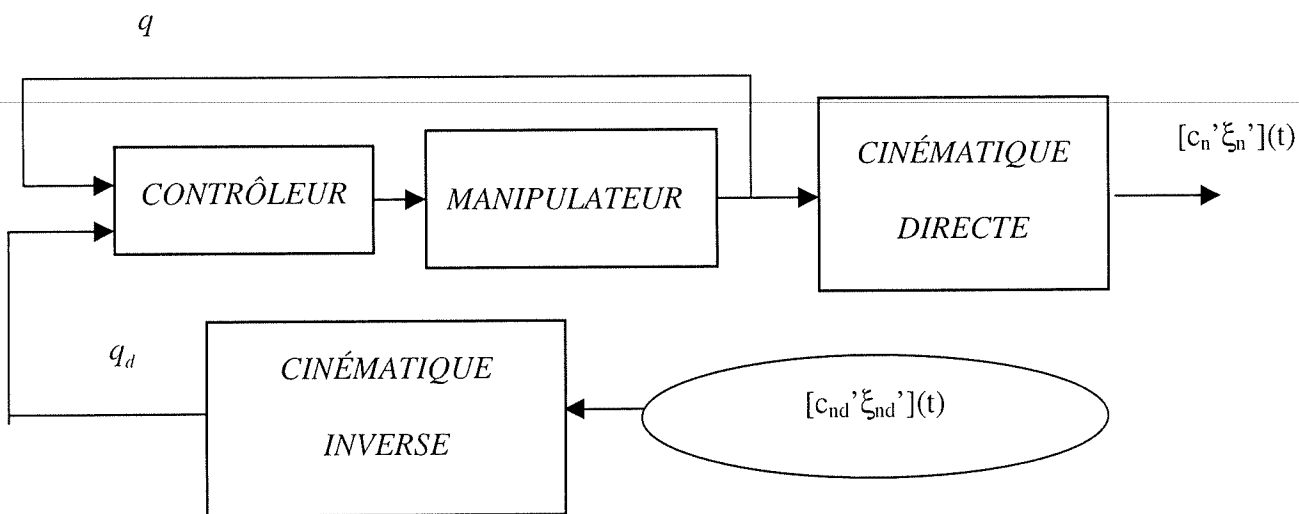 q
CONTRÔLEUR
MANIPULATEUR
CINÉMATIQUE
DIRECTE
[cn’ξn’](t)
qd
CINÉMATIQUE
INVERSE
[cnd’ξnd’](t)